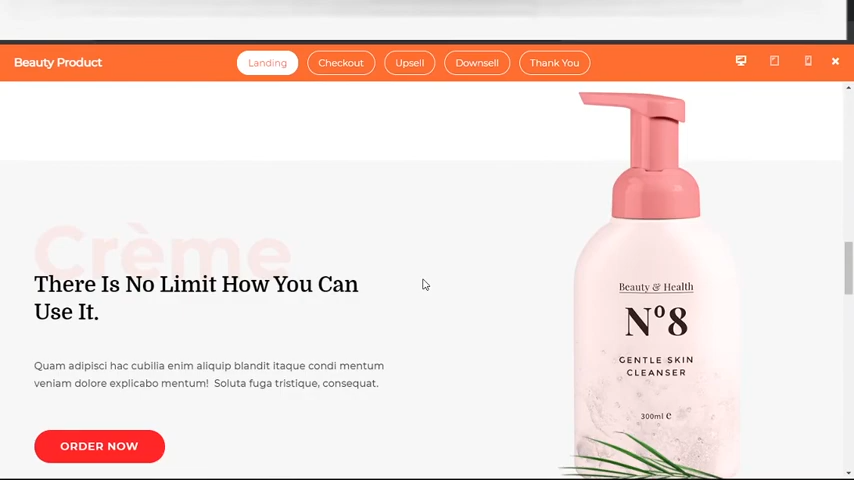 Beauty Product
Landing
Checkout
Upsell
Downsell
Thank You
Crème
There Is No Limit How You Can
Use It.
Quam adipisci hac cubilia enim aliquip blandit itaque condi mentum
veniam dolore explicabo mentum! Soluta fuga tristique, consequat.
ORDER NOW
Beauty & Health
Nº8
GENTLE SKIN
CLEANSER
300ml e